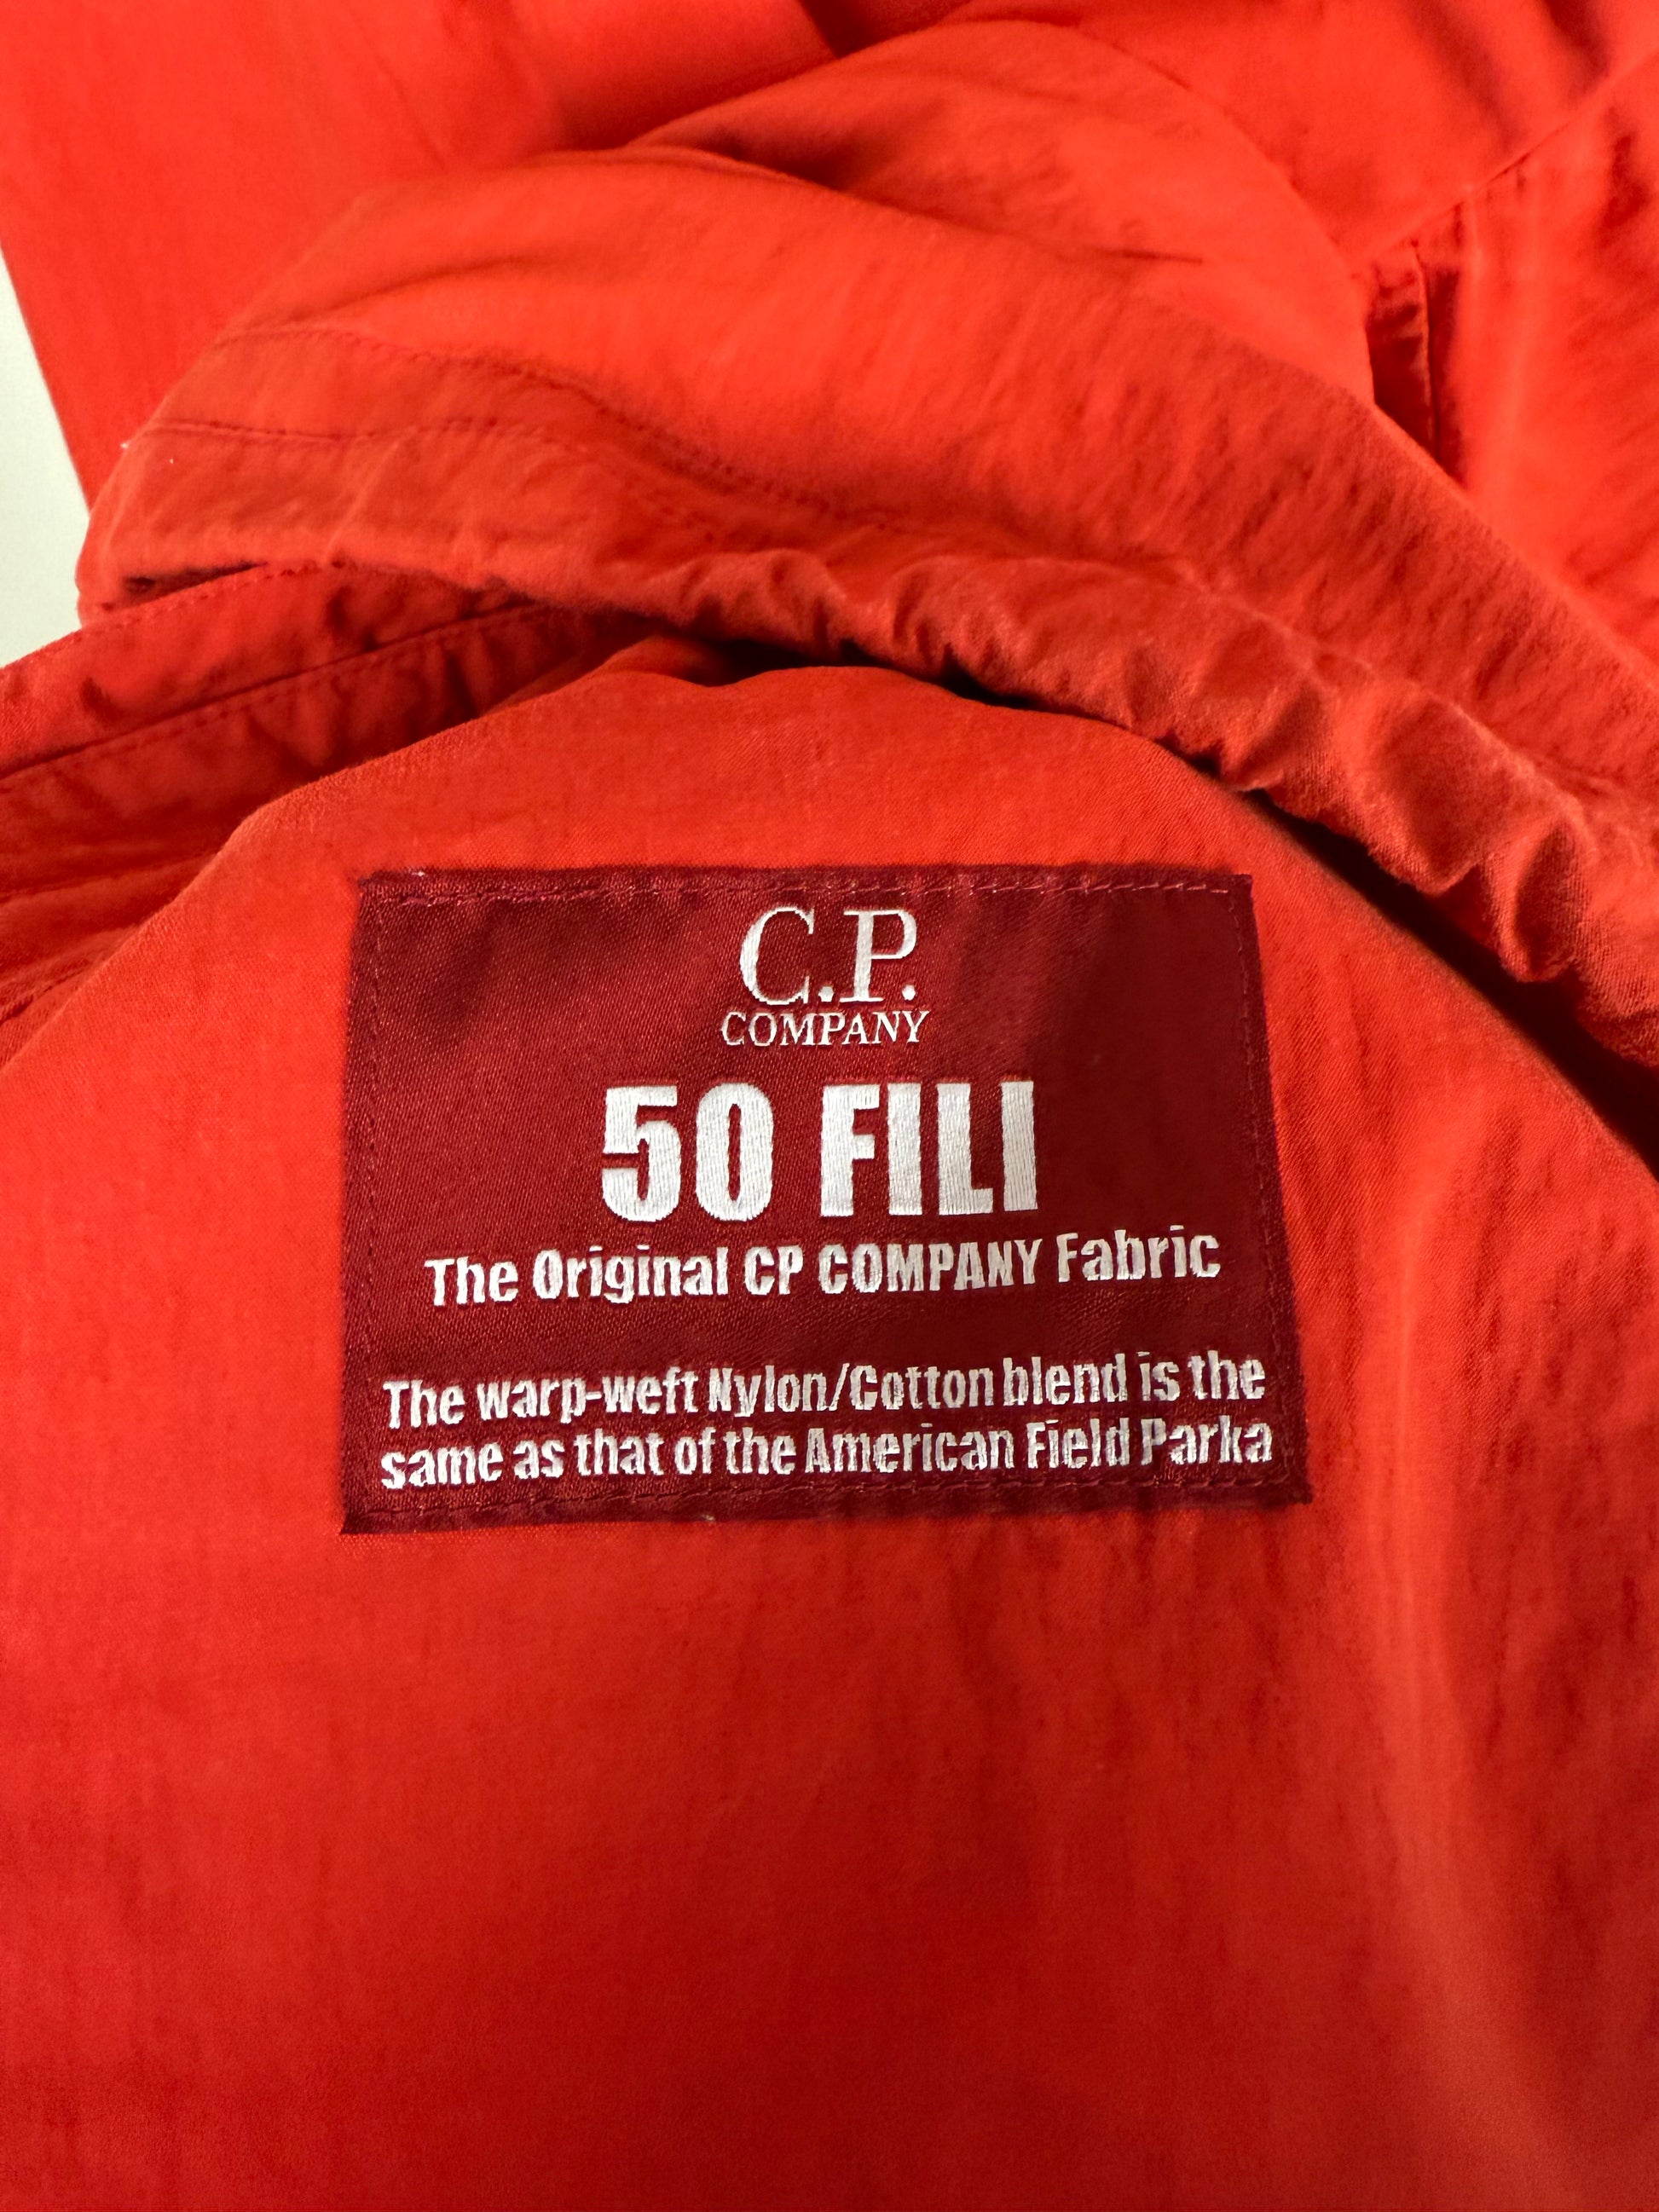 C.P.
COMPANY
50 FILI
The Original CP COMPANY Fabric
The warp-weft Nylon/Cotton blend is the
same as that of the American Field Parka